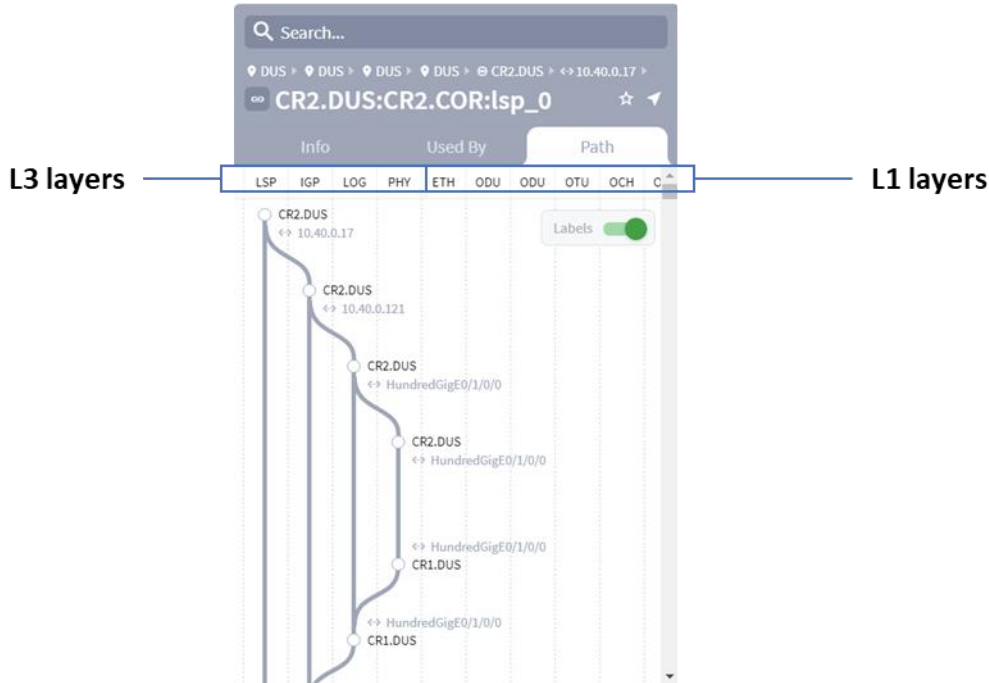 Search...
DUS DUS DUS DUS CR2.DUS 10.40.0.17
CR2.DUS:CR2.COR:lsp_0
Info Used By Path
L3 layers
LSP IGP LOG PHY ETH ODU ODU OTU OCH
L1 layers
CR2.DUS
10.40.0.17
Labels
CR2.DUS
10.40.0.121
CR2.DUS
HundredGigE0/1/0/0
CR2.DUS
HundredGigE0/1/0/0
HundredGigE0/1/0/0
CR1.DUS
HundredGigE0/1/0/0
CR1.DUS